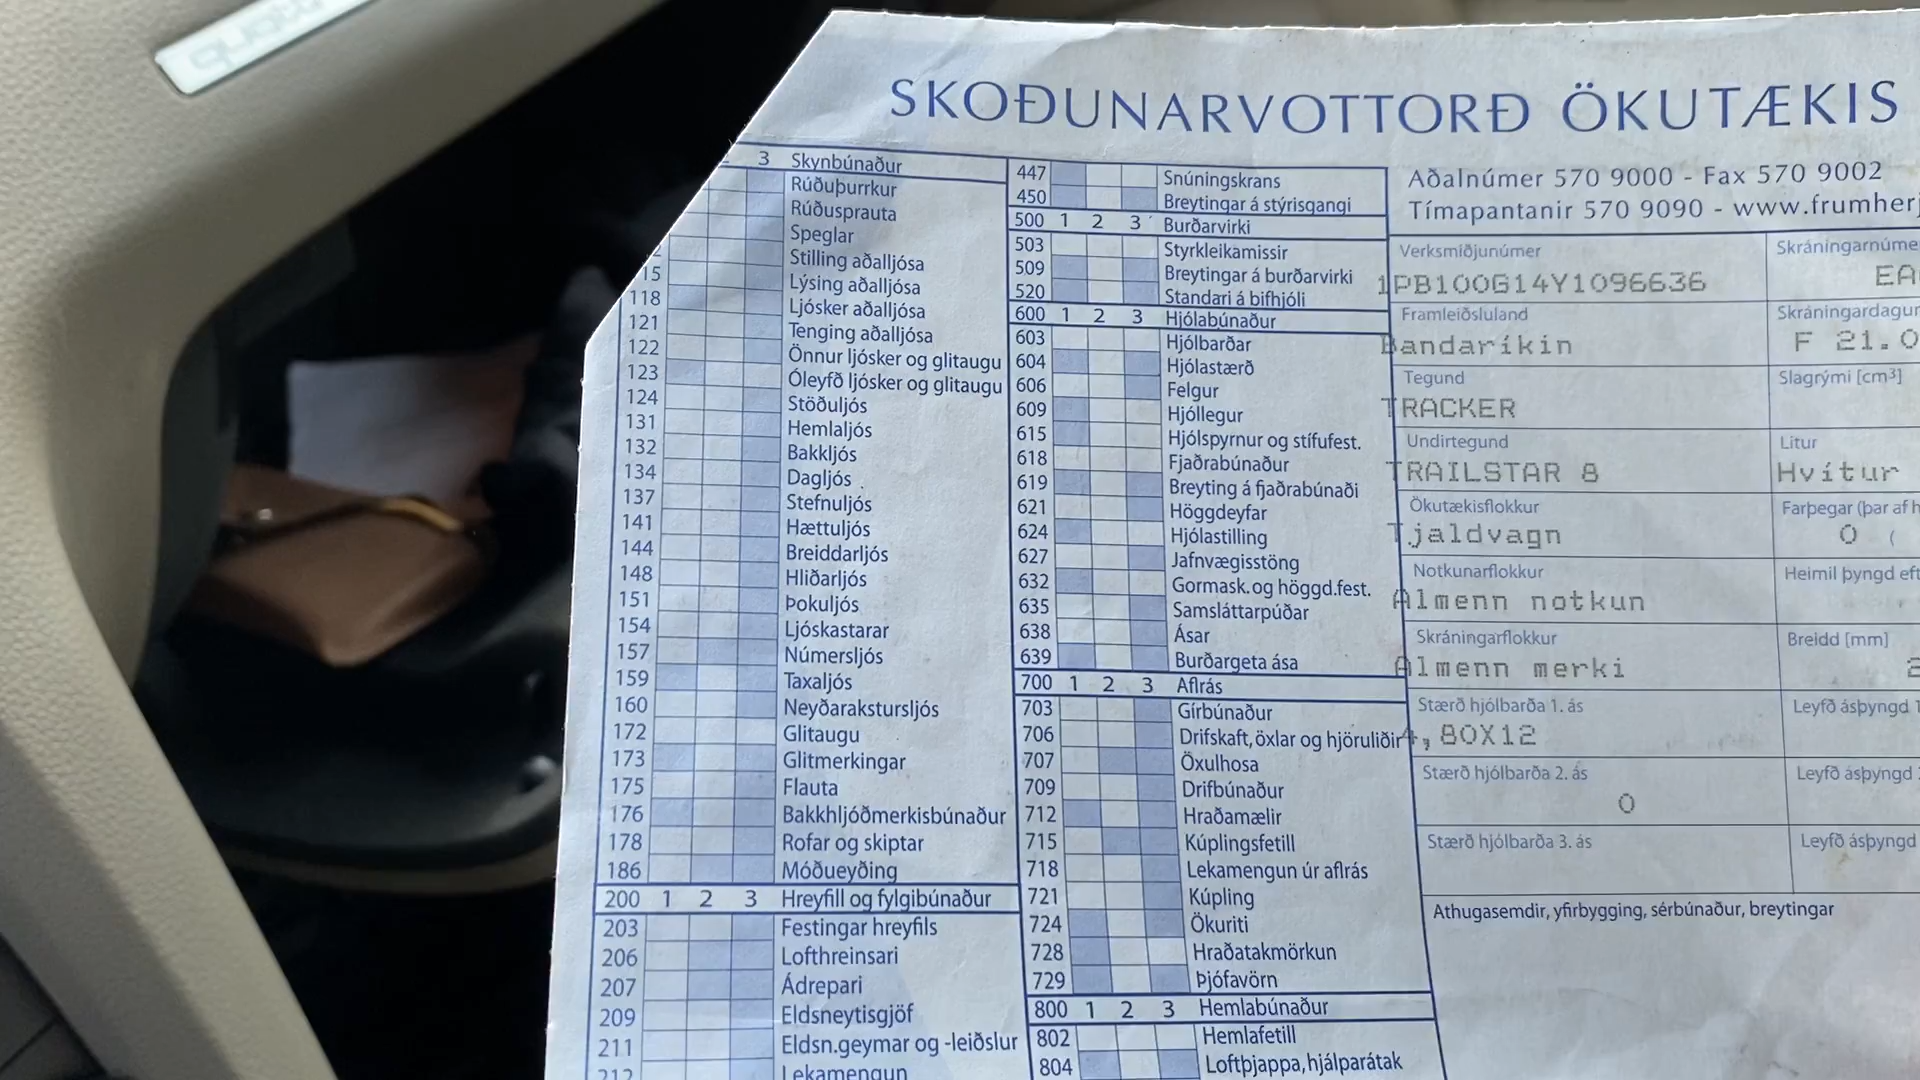 SKOÐUNARVOTTORÐ ÖKUTÆKIS
3 Skynbúnaður
Rúðuþurrkur
Rúðusprauta
Speglar
Stilling aðalljósa
15 Lýsing aðalljósa
118 Ljósker aðalljósa
121 Tenging aðalljósa
122 Önnur ljósker og glitaugu
123 Óleyfð ljósker og glitaugu
124 Stöðuljós
131 Hemlaljós
132 Bakkljós
134 Dagljós
137 Stefnuljós
141 Hættuljós
144 Breiddarljós
148 Hliðarljós
151 Þokuljós
154 Ljóskastarar
157 Númersljós
159 Taxaljós
160 Neyðarakstursljós
172 Glitaugu
173 Glitmerkingar
175 Flauta
176 Bakkhljóðmerkisbúnaður
178 Rofar og skiptar
186 Móðueyðing
200 1 2 3 Hreyfill og fylgibúnaður
203 Festingar hreyfils
206 Lofthreinsari
207 Ádrepari
209 Eldsneytisgjöf
211 Eldsn.geymar og -leiðslur
212 Lekamengun
447 Snúningskrans
450 Breytingar á stýrisgangi
500 1 2 3 Burðarvirki
503 Styrkleikamissir
509 Breytingar á burðarvirki
520 Standari á bifhjóli
600 1 2 3 Hjólabúnaður
603 Hjólbarðar
604 Hjólastærð
606 Felgur
609 Hjóllegur
615 Hjólspyrnur og stífufest.
618 Fjaðrabúnaður
619 Breyting á fjaðrabúnaði
621 Höggdeyfar
624 Hjólastilling
627 Jafnvægisstöng
632 Gormask. og höggd.fest.
635 Samsláttarpúðar
638 Ásar
639 Burðargeta ása
700 1 2 3 Aflrás
703 Gírbúnaður
706 Drifskaft, öxlar og hjöruliðir
707 Öxulhosa
709 Drifbúnaður
712 Hraðamælir
715 Kúplingsfetill
718 Lekamengun úr aflrás
721 Kúpling
724 Ökuriti
728 Hraðatakmörkun
729 Þjófavörn
800 1 2 3 Hemlabúnaður
802 Hemlafetill
804 Loftþjappa, hjálparátak
Aðalnúmer 570 9000 - Fax 570 9002
Tímapantanir 570 9090 - www.frumherj
Verksmiðjunúmer Skráningarnúme
1PB100G14Y1096636 EA
Framleiðsluland Skráningardagur
Bandaríkin F 21.0
Tegund Slagrými [cm³]
TRACKER
Undirtegund Litur
TRAILSTAR 8 Hvítur
Ökutækisflokkur Farþegar (þar af h
Tjaldvagn 0 (
Notkunarflokkur Heimil þyngd eft
Almenn notkun
Skráningarflokkur Breidd [mm]
Almenn merki 2
Stærð hjólbarða 1. ás Leyfð ásþyngd 1
4,80X12
Stærð hjólbarða 2. ás Leyfð ásþyngd
0
Stærð hjólbarða 3. ás Leyfð ásþyngd
Athugasemdir, yfirbygging, sérbúnaður, breytingar